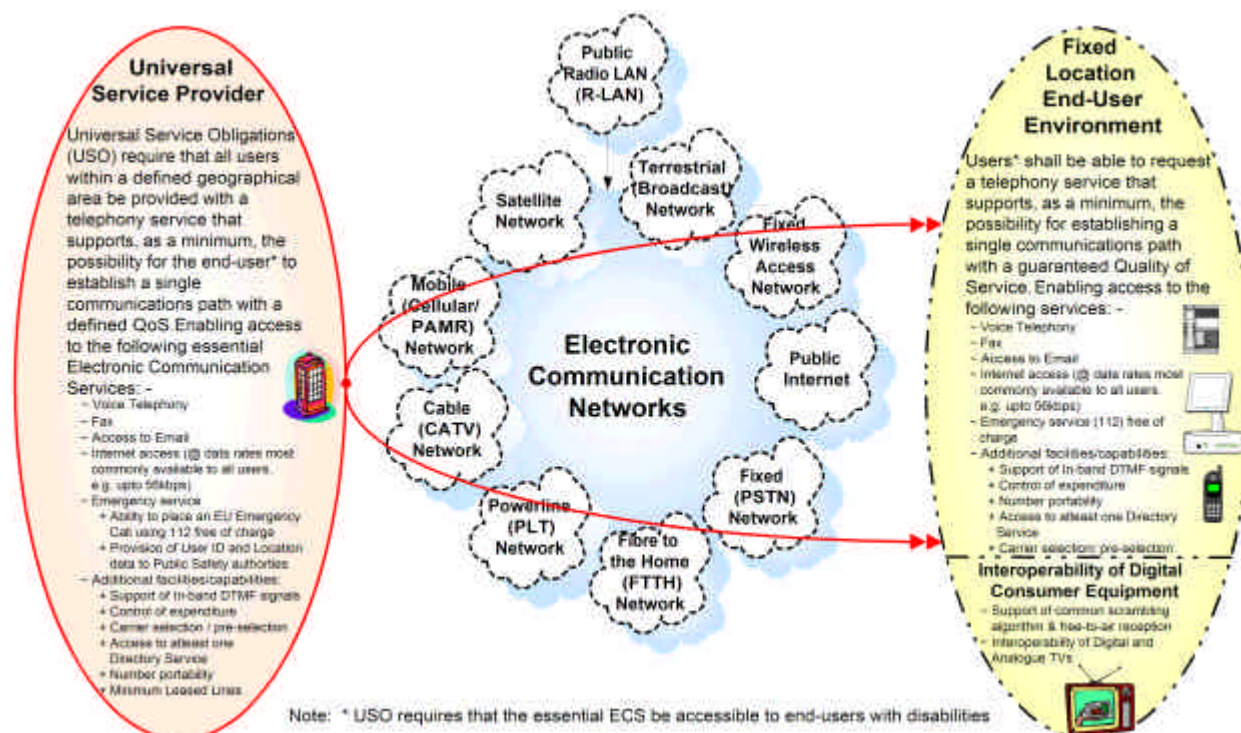 Universal
Service Provider
Universal Service Obligations
(USO) require that all users
within a defined geographical
area be provided with a
telephony service that
supports, as a minimum, the
possibility for the end-user* to
establish a single
communications path with a
defined QoS.Enabling access
to the following essential
Electronic Communication
Services: -
– Voice Telephony
– Fax
– Access to Email
– Internet access (@ data rates most
commonly available to all users.
e.g. upto 56kbps)
– Emergency service
+ Ability to place an EU Emergency
Call using 112 free of charge
+ Provision of User ID and Location
data to Public Safety authorties
– Additional facilities/capabilities:
+ Support of In-band DTMF signals
+ Control of expenditure
+ Carrier selection / pre-selection
+ Access to atleast one
Directory Service
+ Number portability
+ Minimum Leased Lines
Public
Radio LAN
(R-LAN)
Terrestrial
(Broadcast)
Network
Satellite
Network
Fixed
Wireless
Access
Network
Mobile
(Cellular/
PAMR)
Network
Electronic
Communication
Networks
Public
Internet
Cable
(CATV)
Network
Fixed
(PSTN)
Network
Powerline
(PLT)
Network
Fibre to
the Home
(FTTH)
Network
Fixed
Location
End-User
Environment
Users* shall be able to request
a telephony service that
supports, as a minimum, the
possibility for establishing a
single communications path
with a guaranteed Quality of
Service. Enabling access to the
following services: -
– Voice Telephony
– Fax
– Access to Email
– Internet access (@ data rates most
commonly available to all users.
e.g. upto 56kbps)
– Emergency service (112) free of
charge
– Additional facilities/capabilities:
+ Support of In-band DTMF signals
+ Control of expenditure
+ Number portability
+ Access to atleast one Directory
Service
+ Carrier selection: pre-selection
Interoperability of Digital
Consumer Equipment
– Support of common scrambling
algorithm & free-to-air reception
– Interoperability of Digital and
Analogue TVs
Note: * USO requires that the essential ECS be accessible to end-users with disabilities